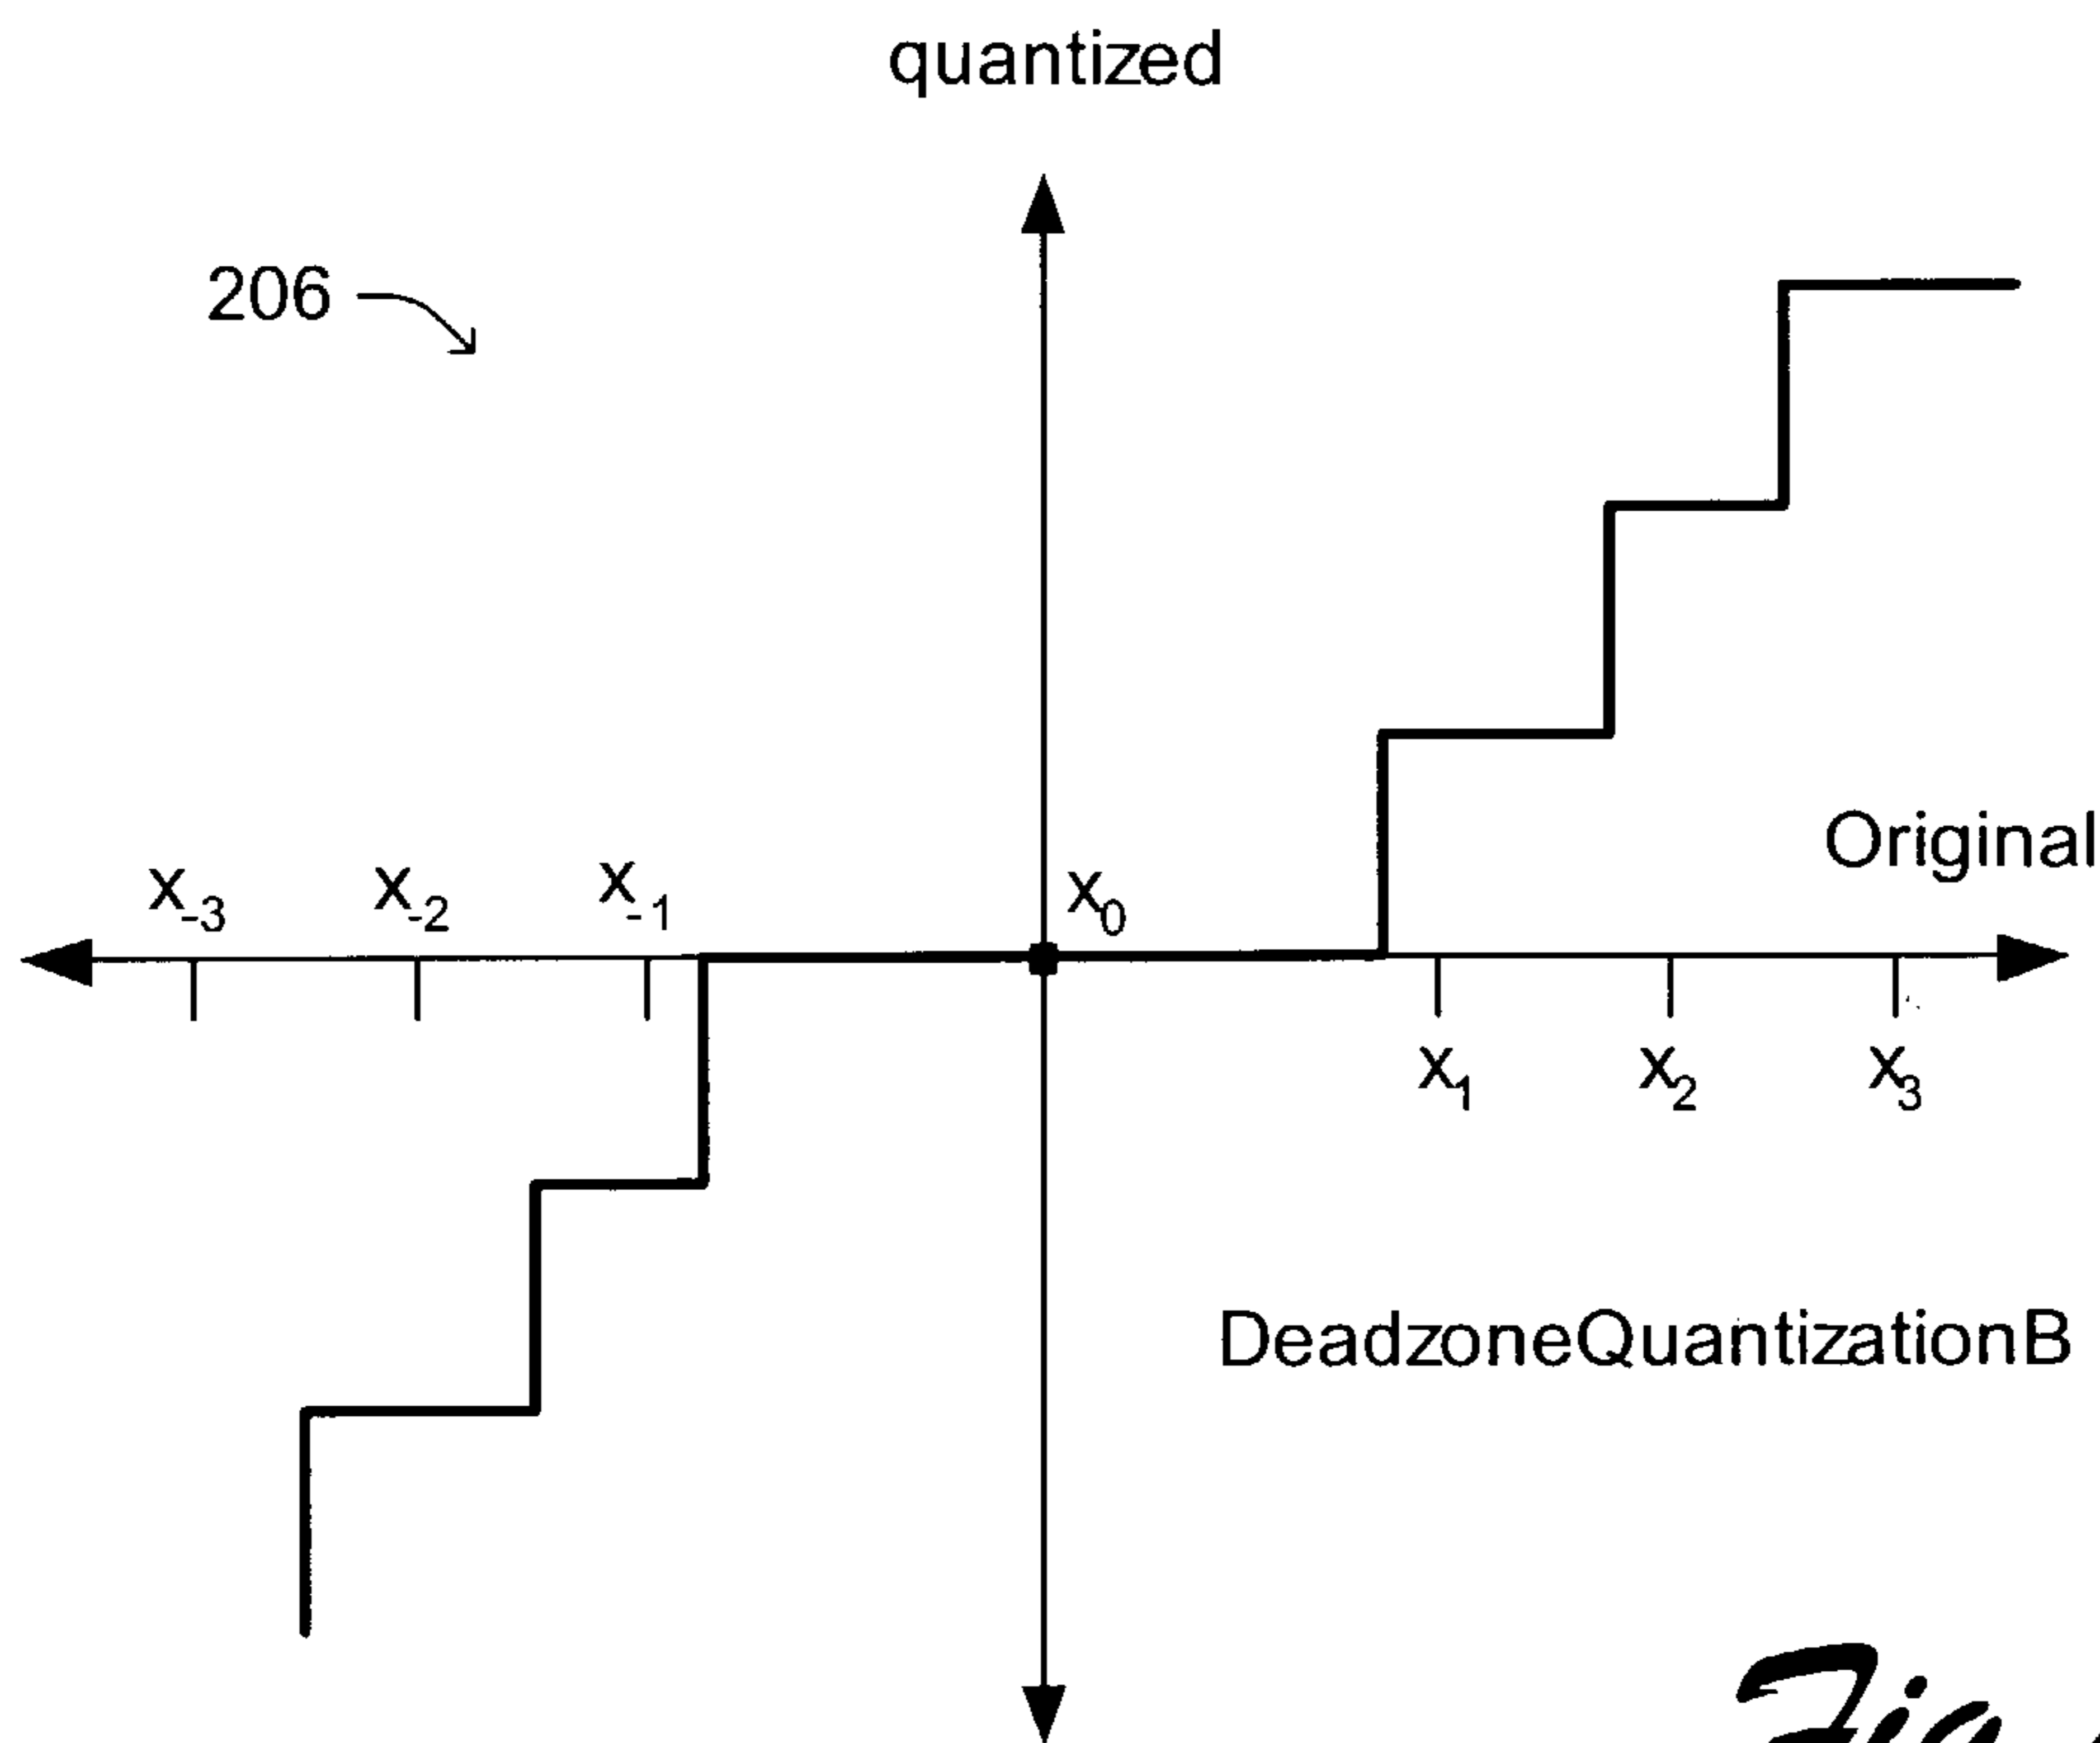 quantized
206
Original
x-3 x-2 x-1 x0
x1 x2 x3
DeadzoneQuantizationB